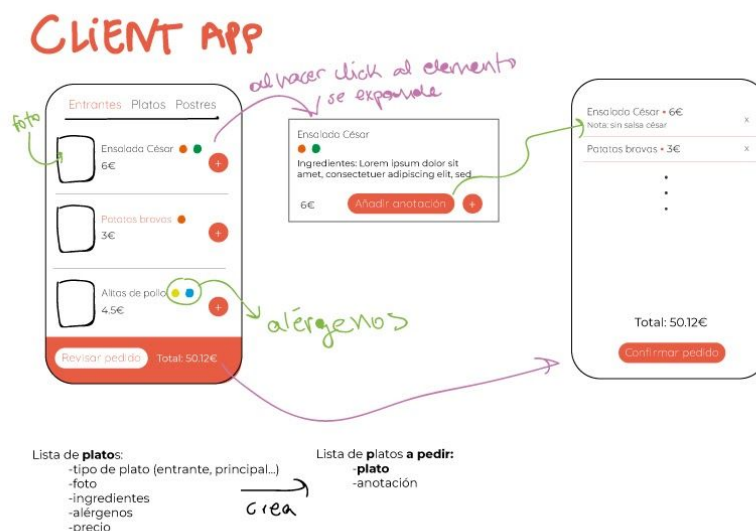 CLIENT APP
al hacer click al elemento
se expande
foto
Entrantes Platos Postres
Ensalada César
6€
+
Patatas bravas
3€
+
Alitas de pollo
4.5€
+
Revisar pedido Total: 50.12€
alérgenos
Ensalada César
Ingredientes: Lorem ipsum dolor sit
amet, consectetuer adipiscing elit, sed
6€ Añadir anotación +
Ensalada César • 6€ x
Nota: sin salsa césar
Patatas bravas • 3€ x
Total: 50.12€
Confirmar pedido
Lista de platos:
-tipo de plato (entrante, principal...)
-foto
-ingredientes
-alérgenos
-precio
crea
Lista de platos a pedir:
-plato
-anotación